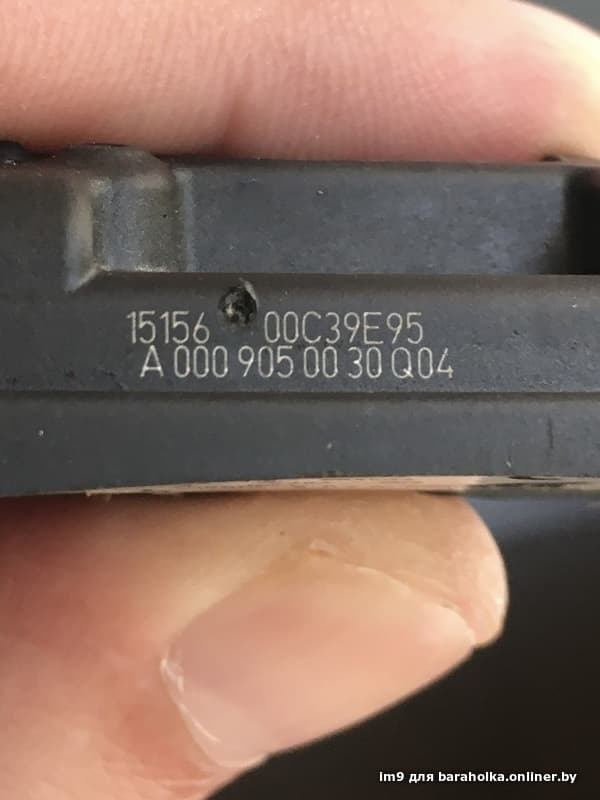 15156 00C39E95
A 000 905 00 30 Q04
lm9 для baraholka.onliner.by